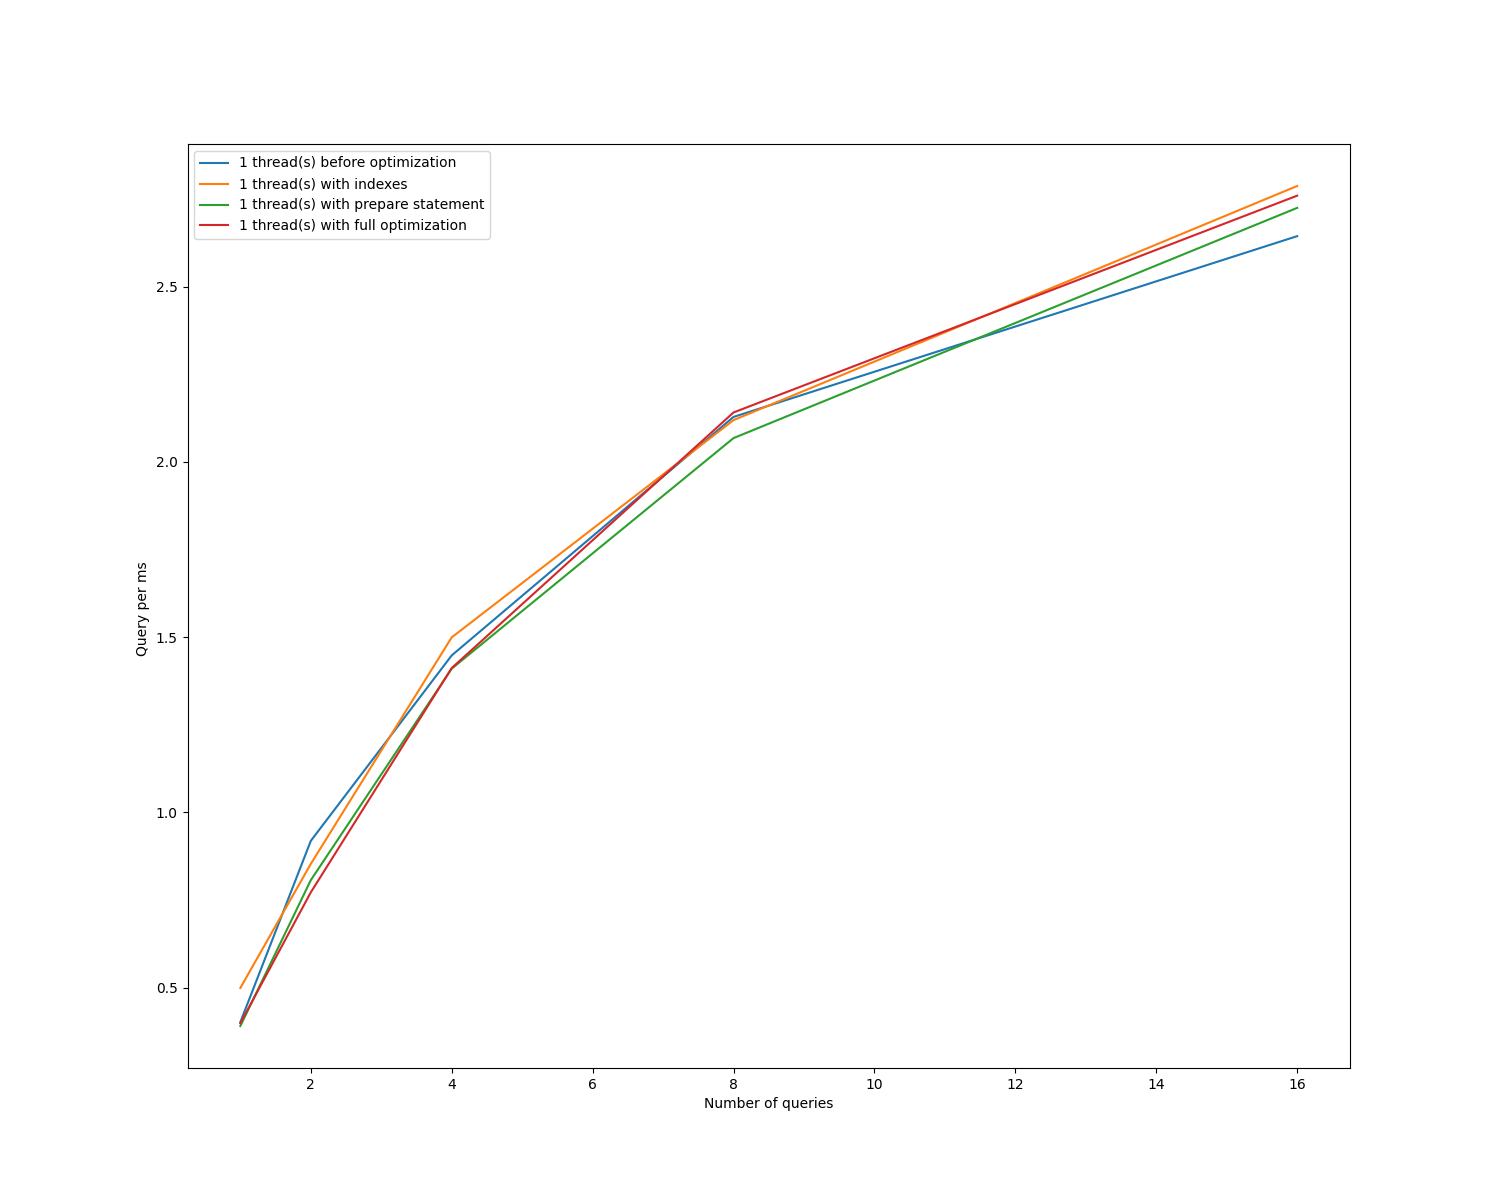 1 thread(s) before optimization
1 thread(s) with indexes
1 thread(s) with prepare statement
1 thread(s) with full optimization
2.5
2.0
1.5
1.0
0.5
Query per ms
2 4 6 8 10 12 14 16
Number of queries